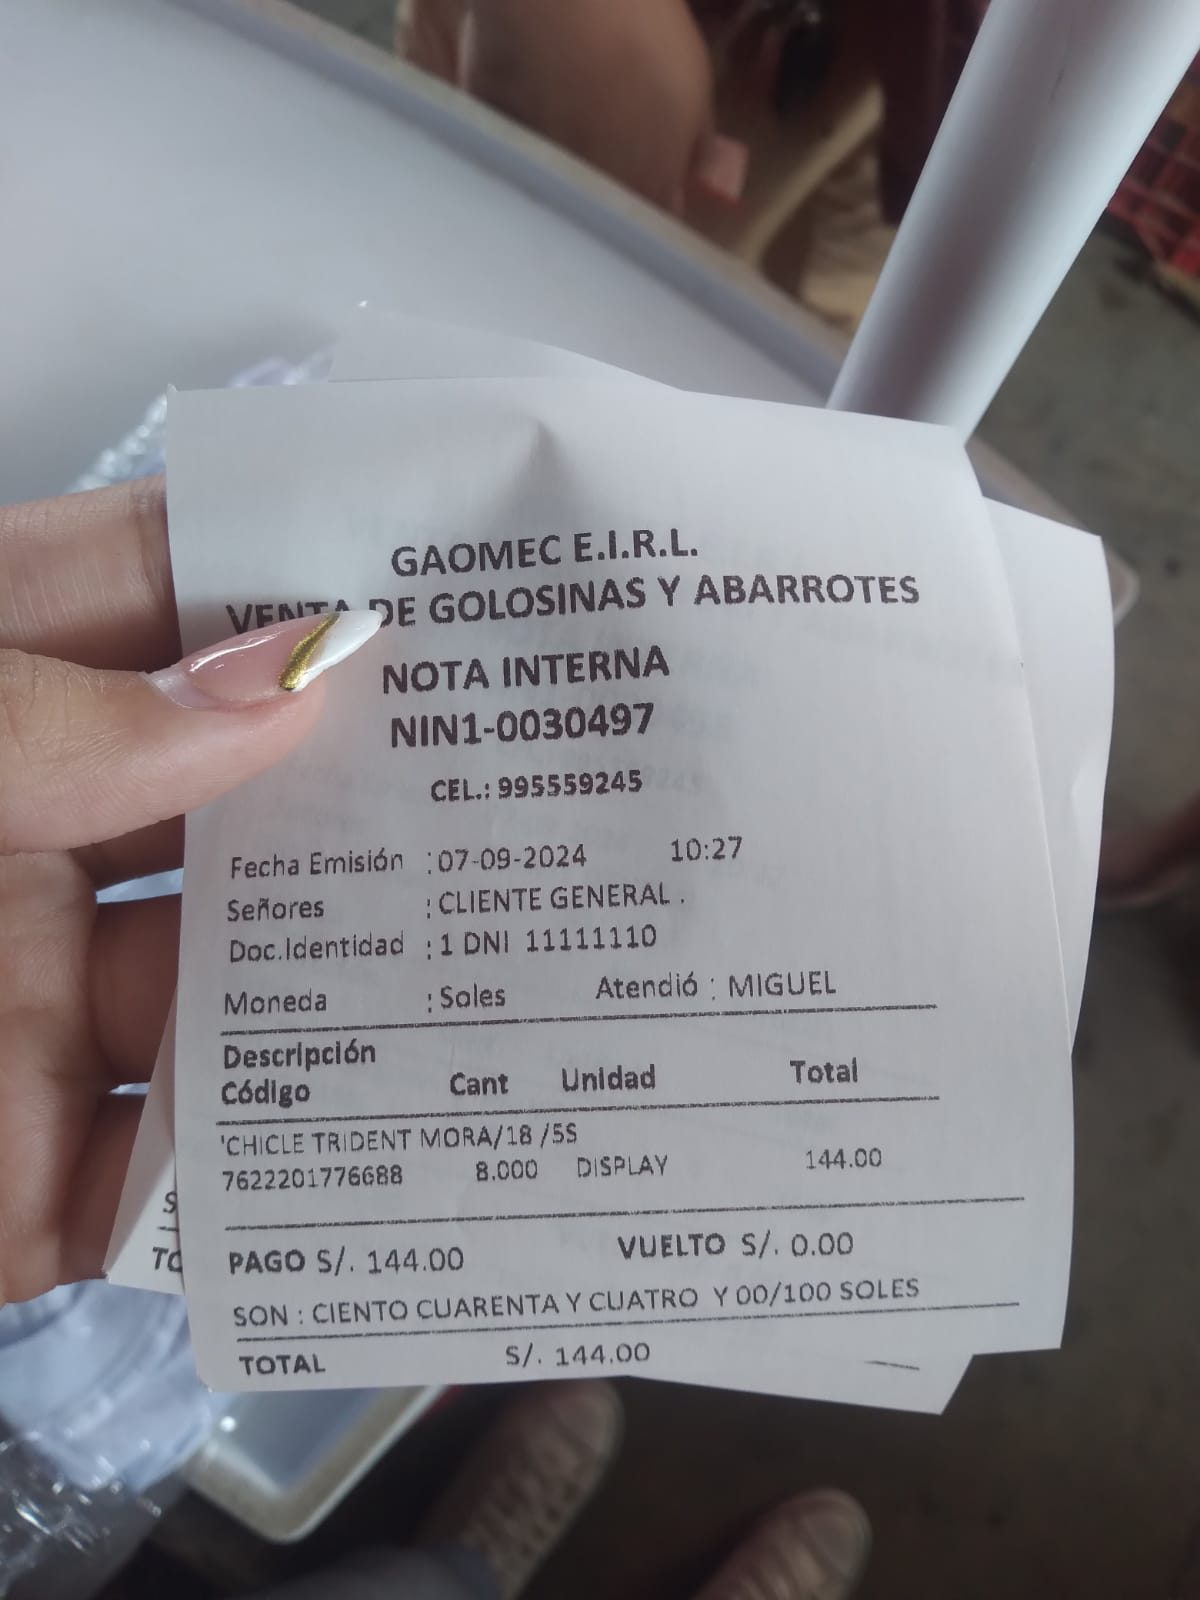 GAOMEC E.I.R.L.
VENTA DE GOLOSINAS Y ABARROTES
NOTA INTERNA
NIN1-0030497
CEL.: 995559245
Fecha Emisión : 07-09-2024 10:27
Señores : CLIENTE GENERAL .
Doc.Identidad : 1 DNI 11111110
Moneda : Soles Atendió : MIGUEL
Descripción
Código Cant Unidad Total
'CHICLE TRIDENT MORA/18 /5S
7622201776688 8.000 DISPLAY 144.00
PAGO S/. 144.00 VUELTO S/. 0.00
SON : CIENTO CUARENTA Y CUATRO Y 00/100 SOLES
TOTAL S/. 144.00